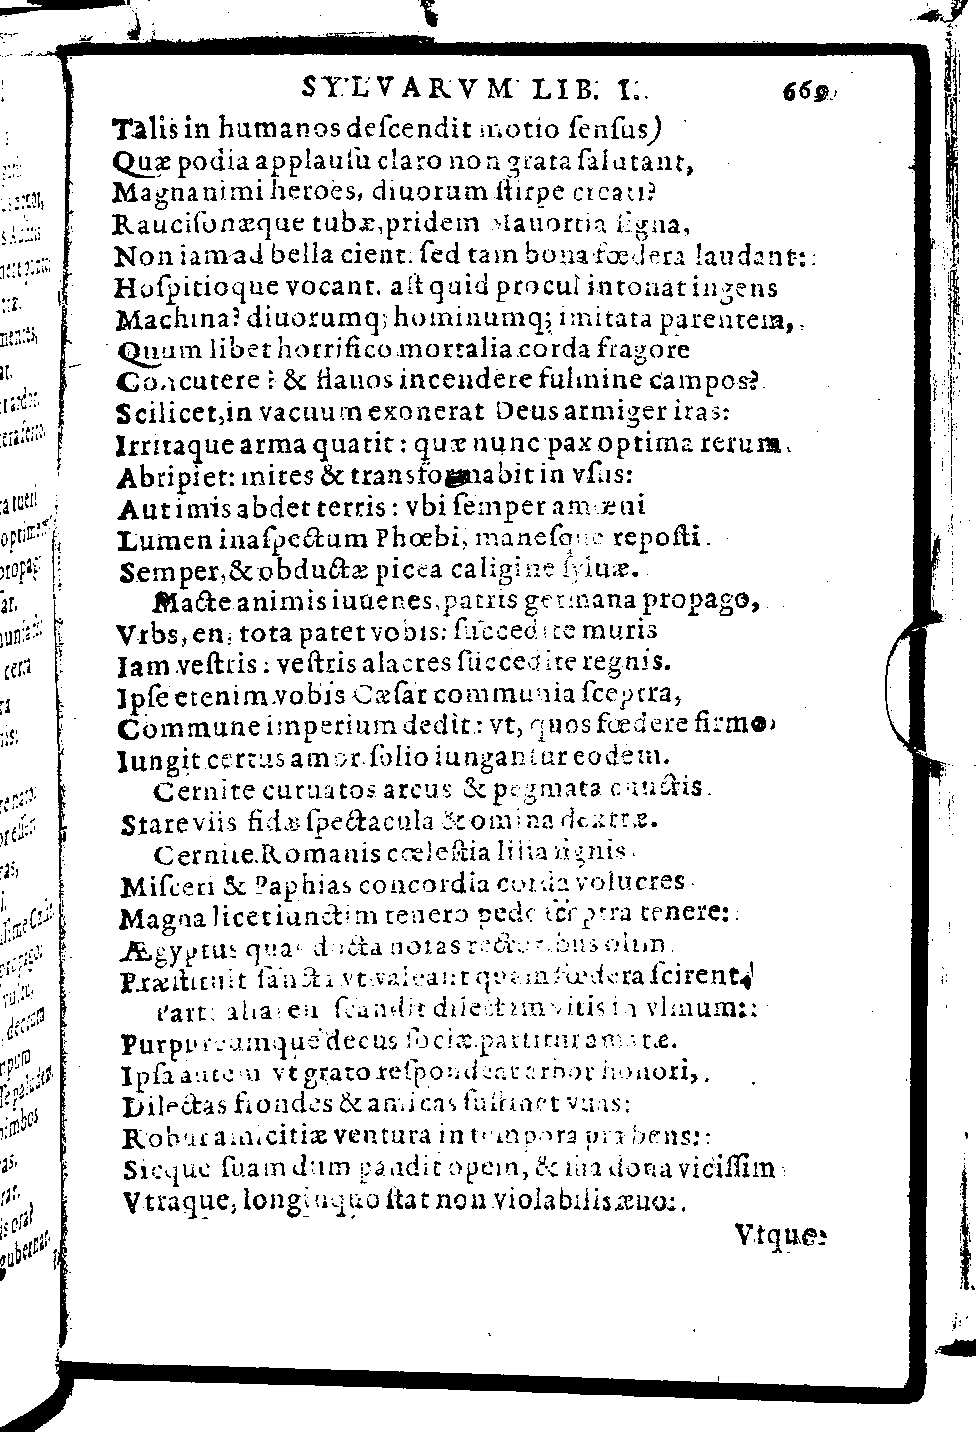 SYLVARVM LIB. I. 669
Talis in humanos deſcendit motio ſenſus)
Quæ podia applauſu claro non grata ſalutant,
Magnanimi heroes, diuorum ſtirpe creati?
Rauciſonæque tubæ, pridem Mauortia ſigna,
Non iam ad bella cient. ſed tam bona fœdera laudant:
Hoſpitioque vocant. aſt quid procul intonat ingens
Machina? diuorumq; hominumq; imitata parentem,
Quum libet horrifico mortalia corda fragore
Concutere? & flauos incendere fulmine campos?
Scilicet, in vacuum exonerat Deus armiger iras:
Irritaque arma quatit: quæ nunc pax optima rerum.
Abripiet: mites & transformabit in vſus:
Aut imis abdet terris: vbi ſemper amœni
Lumen inaſpectum Phœbi, maneſque repoſti.
Semper, & obductæ picea caligine ſyluæ.
Macte animis iuuenes, patris germana propago,
Vrbs, en, tota patet vobis: ſuccedite muris
Iam veſtris: veſtris alacres ſuccedite regnis.
Ipſe etenim vobis Cæſar communia ſceptra,
Commune imperium dedit: vt, quos fœdere firmo,
Iungit certus amor ſolio iungantur eodem.
Cernite curuatos arcus & pegmata cunctis.
Stare viis fidæ ſpectacula & omina dextræ.
Cernite Romanis cœleſtia lilia ſignis.
Miſceri & Paphias concordia corda volucres
Magna licet iunctim tenero pede ſceptra tenere:
Ægyptus quas docta notas rectoribus olim
Præſtituit ſancti vt valeant quem fœdera ſcirent.
Parte alia en ſcandit dilectam vitis in vlmum:
Purpureumque decus ſociæ partitur amatæ.
Ipſa autem vt grato reſpondeat arbor honori,
Dilectas frondes & amicas ſuſtinet vuas:
Robur amicitiæ ventura in tempora præbens:
Sicque ſuam dum pandit opem, & ſua dona viciſſim
Vtraque, longinquo ſtat non violabilis æuo:
Vtque